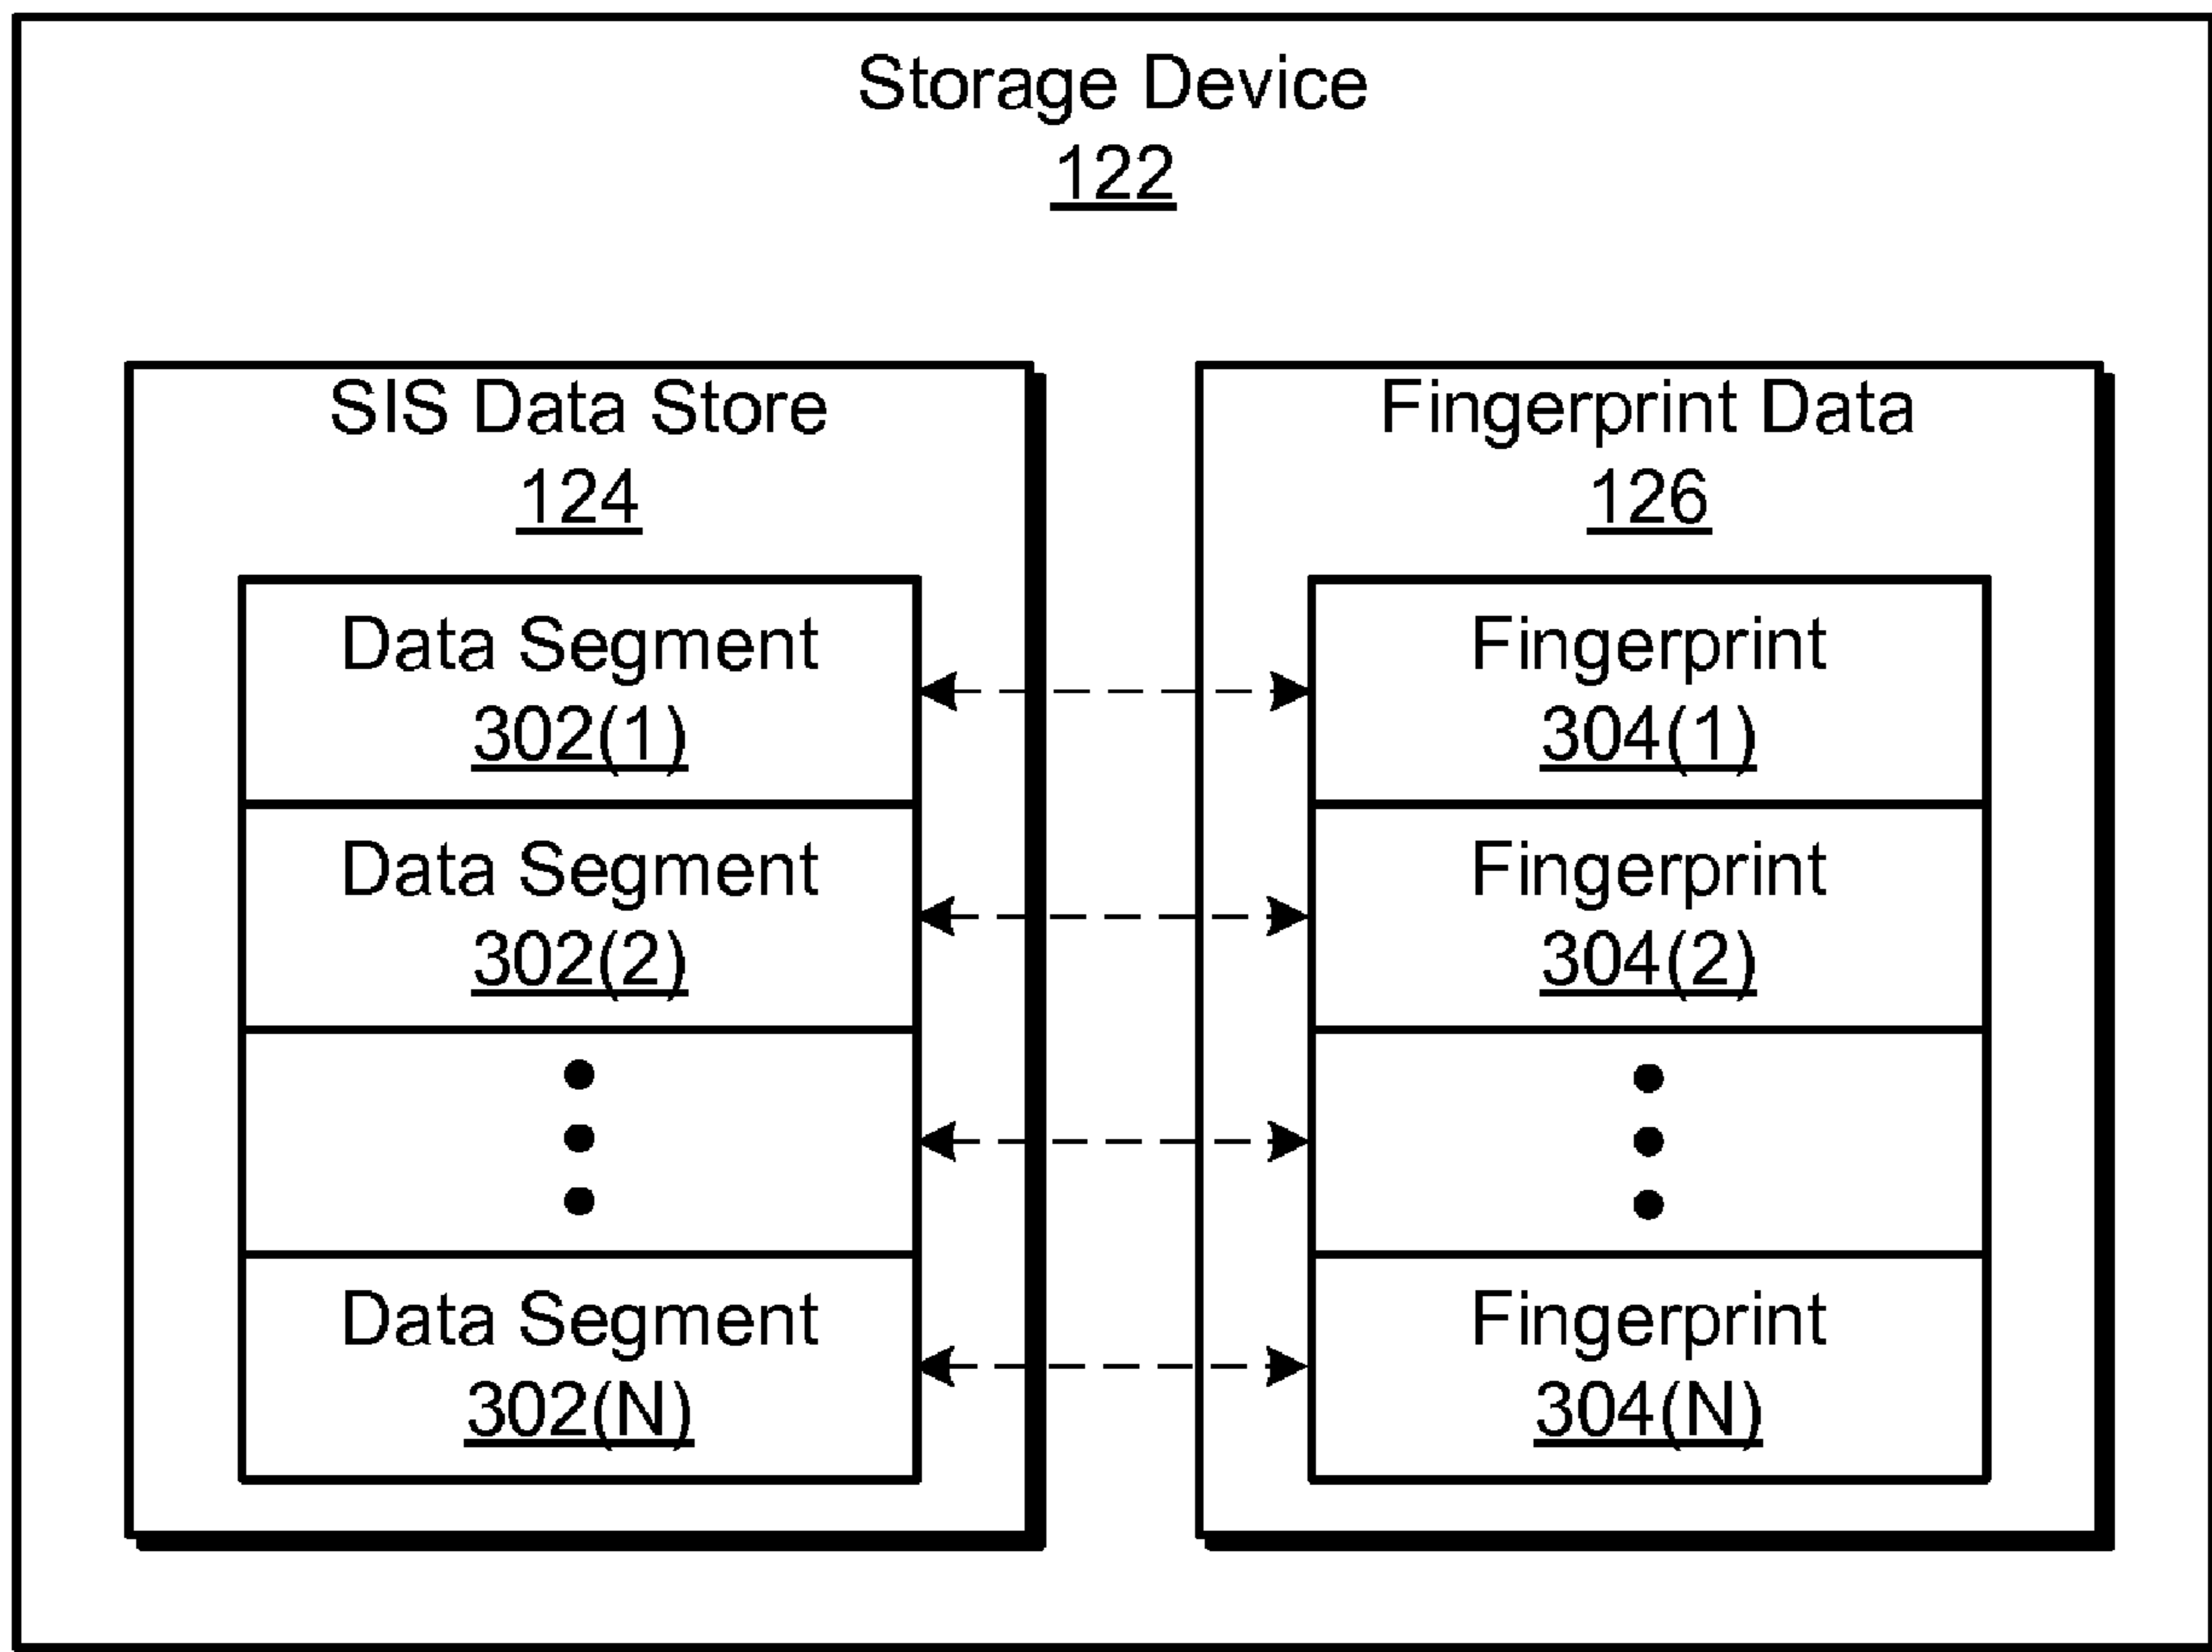 Storage Device
122
SIS Data Store
124
Data Segment
302(1)
Data Segment
302(2)
Data Segment
302(N)
Fingerprint Data
126
Fingerprint
304(1)
Fingerprint
304(2)
Fingerprint
304(N)